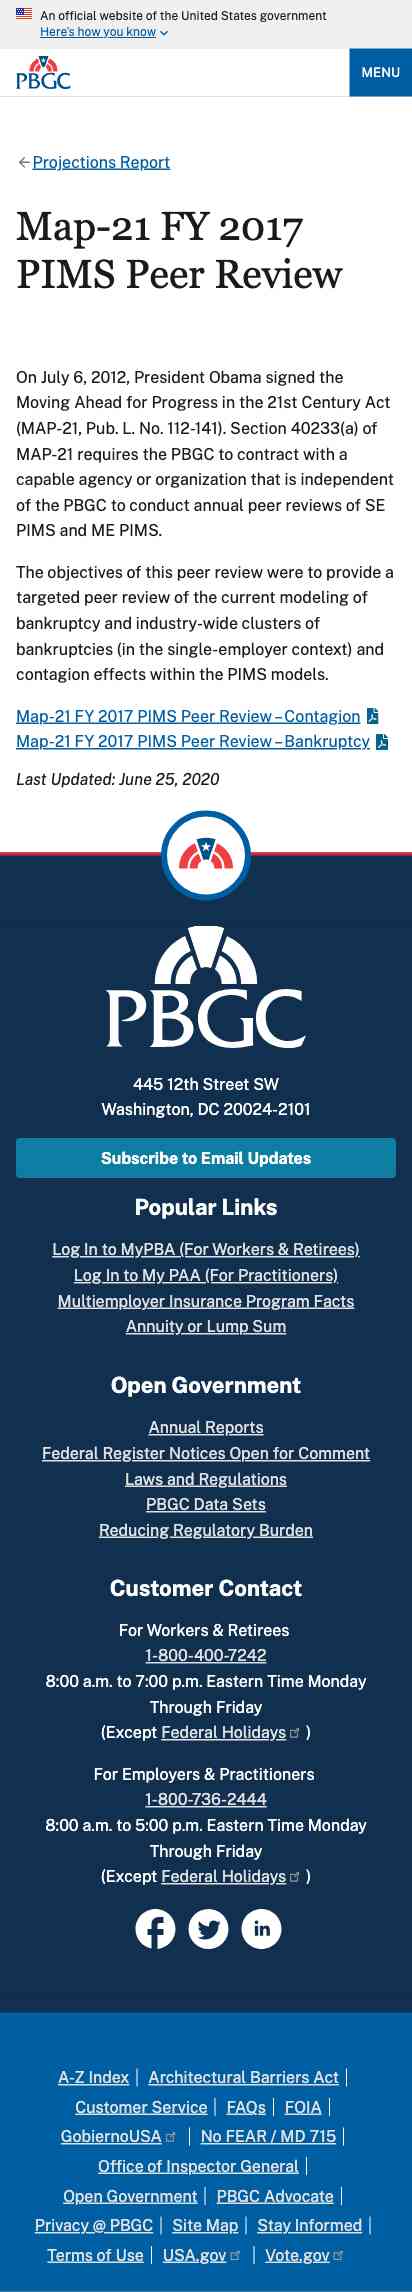 An official website of the United States government
Here's how you know
PBGC
MENU
Projections Report
Map-21 FY 2017
PIMS Peer Review
On July 6, 2012, President Obama signed the
Moving Ahead for Progress in the 21st Century Act
(MAP-21, Pub. L. No. 112-141). Section 40233(a) of
MAP-21 requires the PBGC to contract with a
capable agency or organization that is independent
of the PBGC to conduct annual peer reviews of SE
PIMS and ME PIMS.
The objectives of this peer review were to provide a
targeted peer review of the current modeling of
bankruptcy and industry-wide clusters of
bankruptcies (in the single-employer context) and
contagion effects within the PIMS models.
Map-21 FY 2017 PIMS Peer Review – Contagion
Map-21 FY 2017 PIMS Peer Review – Bankruptcy
Last Updated: June 25, 2020
PBGC
445 12th Street SW
Washington, DC 20024-2101
Subscribe to Email Updates
Popular Links
Log In to MyPBA (For Workers & Retirees)
Log In to My PAA (For Practitioners)
Multiemployer Insurance Program Facts
Annuity or Lump Sum
Open Government
Annual Reports
Federal Register Notices Open for Comment
Laws and Regulations
PBGC Data Sets
Reducing Regulatory Burden
Customer Contact
For Workers & Retirees
1-800-400-7242
8:00 a.m. to 7:00 p.m. Eastern Time Monday
Through Friday
(Except Federal Holidays )
For Employers & Practitioners
1-800-736-2444
8:00 a.m. to 5:00 p.m. Eastern Time Monday
Through Friday
(Except Federal Holidays )
A-Z Index | Architectural Barriers Act |
Customer Service | FAQs | FOIA |
GobiernoUSA | No FEAR / MD 715 |
Office of Inspector General |
Open Government | PBGC Advocate |
Privacy @ PBGC | Site Map | Stay Informed |
Terms of Use | USA.gov | Vote.gov